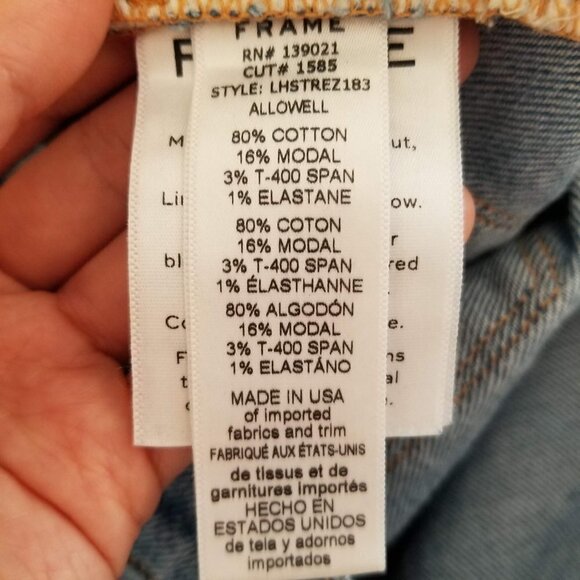 FRAME
RN# 139021
CUT# 1585
STYLE: LHSTREZ183
ALLOWELL
80% COTTON
16% MODAL
3% T-400 SPAN
1% ELASTANE
80% COTON
16% MODAL
3% T-400 SPAN
1% ÉLASTHANNE
80% ALGODÓN
16% MODAL
3% T-400 SPAN
1% ELASTÁNO
MADE IN USA
of imported
fabrics and trim
FABRIQUÉ AUX ÉTATS-UNIS
de tissus et de
garnitures importés
HECHO EN
ESTADOS UNIDOS
de tela y adornos
importados